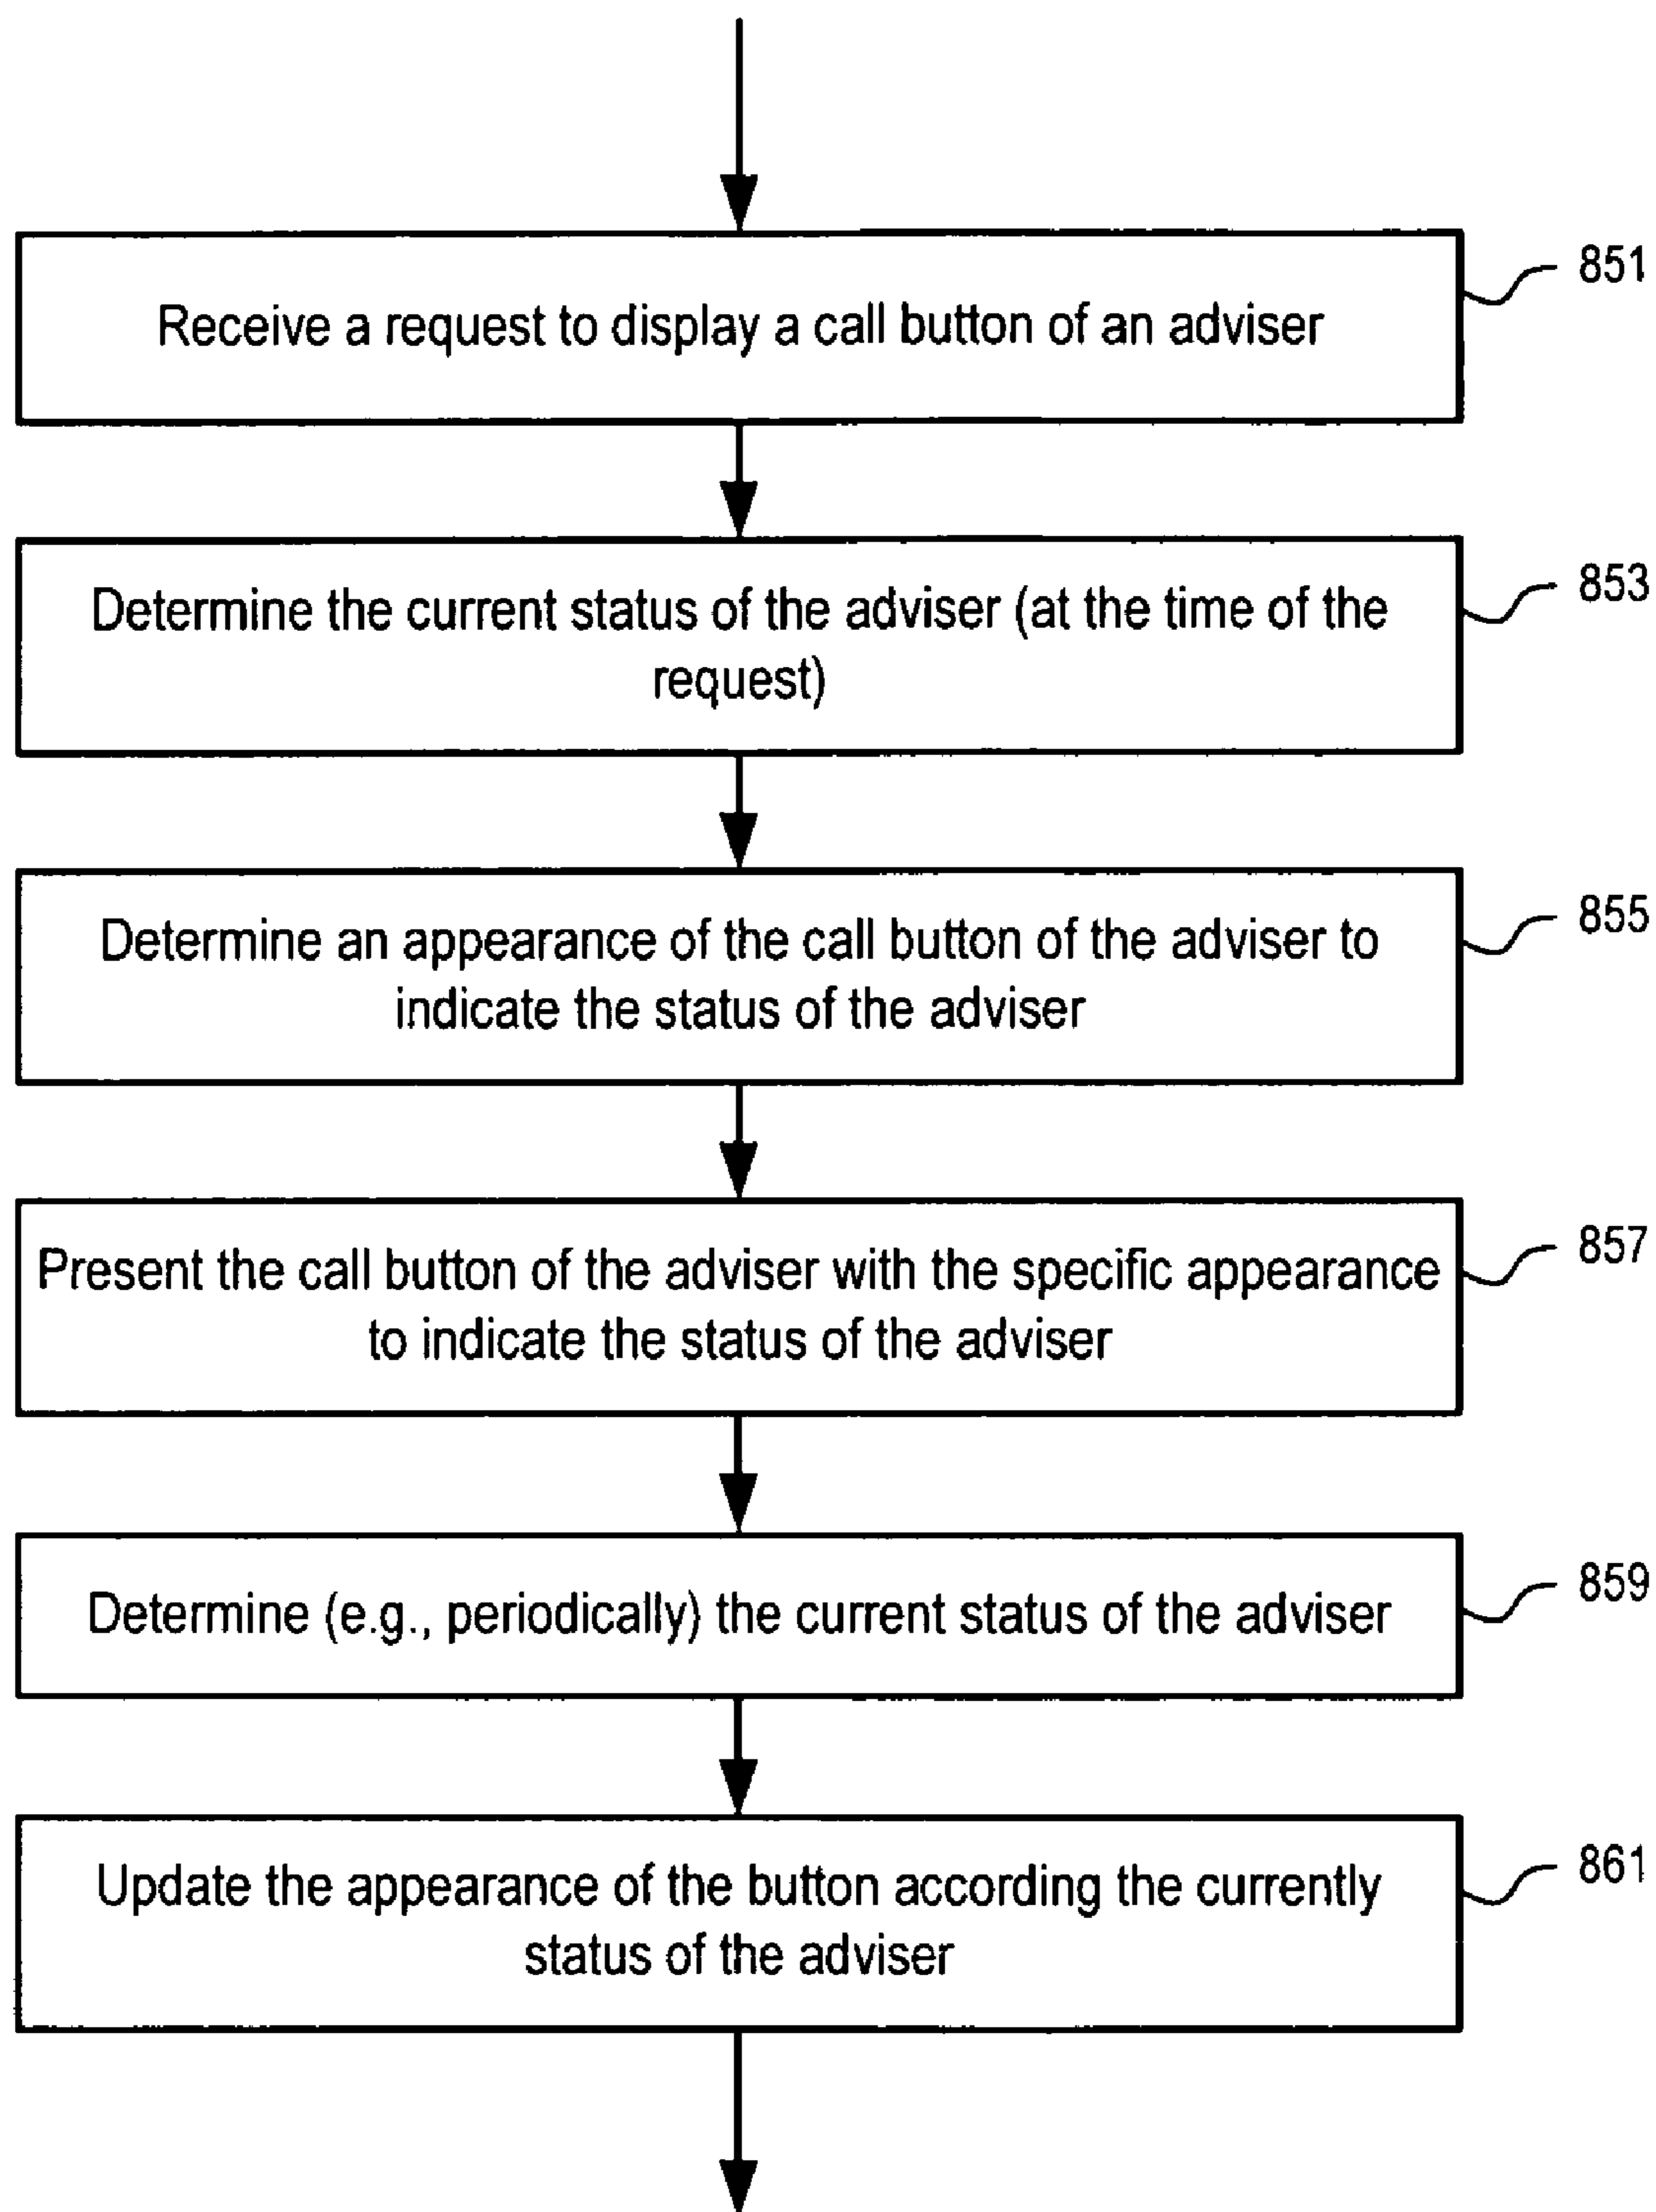 Receive a request to display a call button of an adviser
851
Determine the current status of the adviser (at the time of the
request)
853
Determine an appearance of the call button of the adviser to
indicate the status of the adviser
855
Present the call button of the adviser with the specific appearance
to indicate the status of the adviser
857
Determine (e.g., periodically) the current status of the adviser
859
Update the appearance of the button according the currently
status of the adviser
861